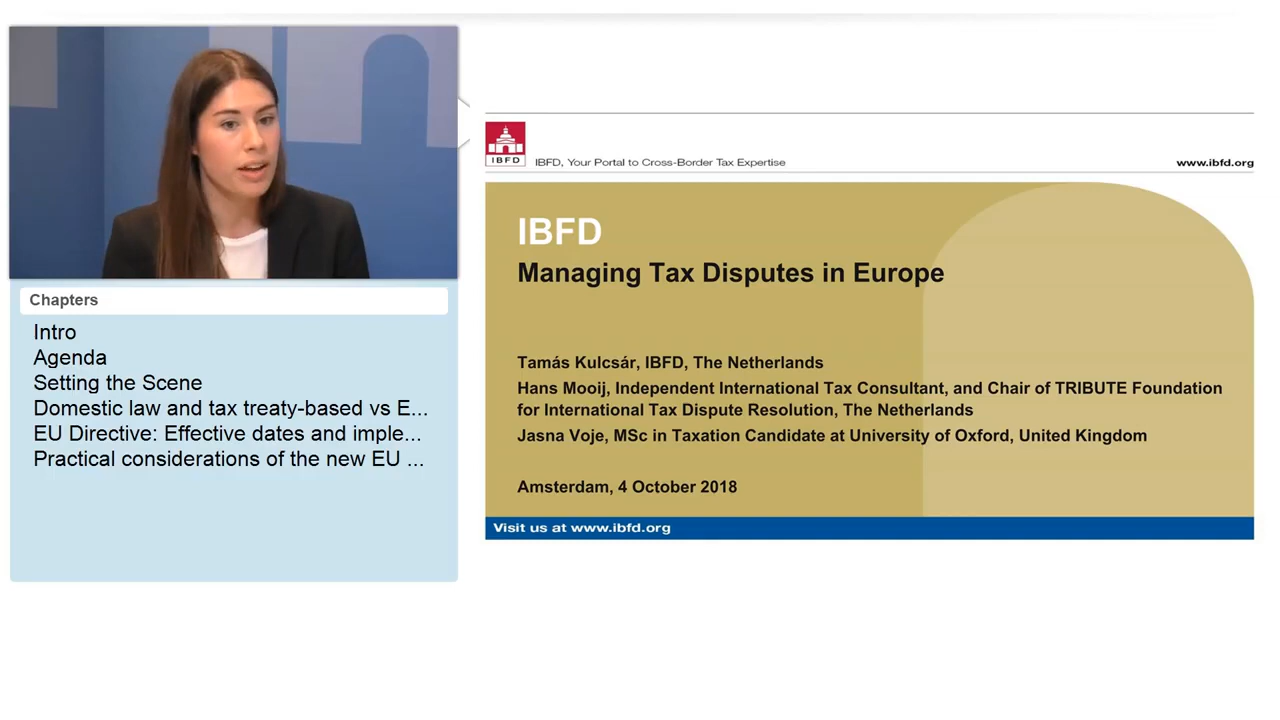 Chapters
Intro
Agenda
Setting the Scene
Domestic law and tax treaty-based vs E...
EU Directive: Effective dates and imple...
Practical considerations of the new EU ...
IBFD
IBFD, Your Portal to Cross-Border Tax Expertise
www.ibfd.org
IBFD
Managing Tax Disputes in Europe
Tamás Kulcsár, IBFD, The Netherlands
Hans Mooij, Independent International Tax Consultant, and Chair of TRIBUTE Foundation
for International Tax Dispute Resolution, The Netherlands
Jasna Voje, MSc in Taxation Candidate at University of Oxford, United Kingdom
Amsterdam, 4 October 2018
Visit us at www.ibfd.org